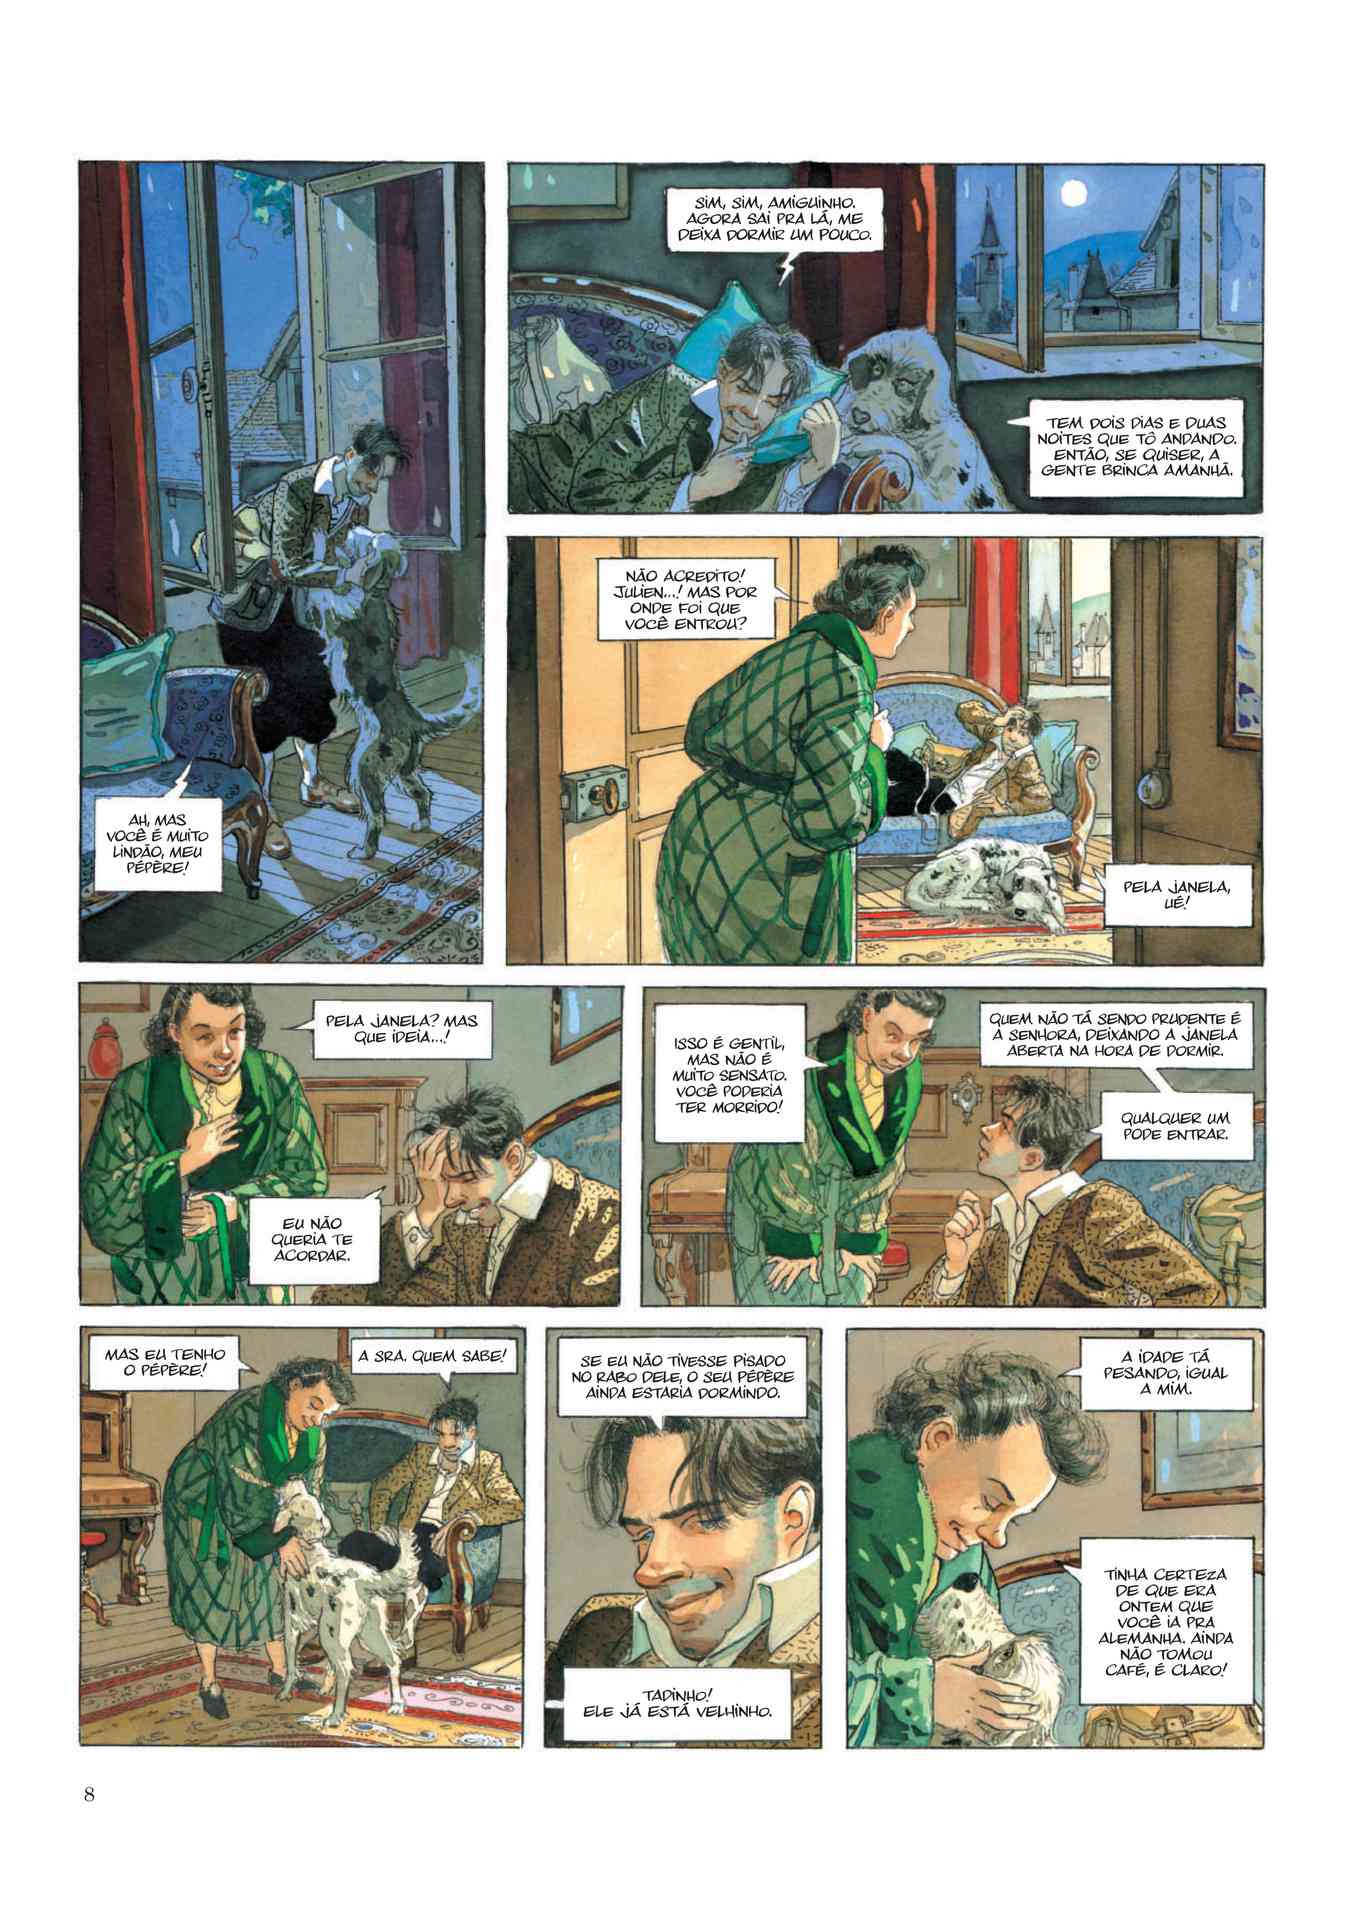 AH, MAS
VOCÊ É MUITO
LINDÃO, MEU
PÉPÈRE!
SIM, SIM, AMIGUINHO.
AGORA SAI PRA LÁ, ME
DEIXA DORMIR UM POUCO.
TEM DOIS DIAS E DUAS
NOITES QUE TÔ ANDANDO.
ENTÃO, SE QUISER, A
GENTE BRINCA AMANHÃ.
NÃO ACREDITO!
JULIEN...! MAS POR
ONDE FOI QUE
VOCÊ ENTROU?
PELA JANELA,
UÉ!
PELA JANELA? MAS
QUE IDEIA...!
EU NÃO
QUERIA TE
ACORDAR.
ISSO É GENTIL,
MAS NÃO É
MUITO SENSATO.
VOCÊ PODERIA
TER MORRIDO!
QUEM NÃO TÁ SENDO PRUDENTE É
A SENHORA, DEIXANDO A JANELA
ABERTA NA HORA DE DORMIR.
QUALQUER UM
PODE ENTRAR.
MAS EU TENHO
O PÉPÈRE!
A SRA. QUEM SABE!
SE EU NÃO TIVESSE PISADO
NO RABO DELE, O SEU PÉPÈRE
AINDA ESTARIA DORMINDO.
TADINHO!
ELE JÁ ESTÁ VELHINHO.
A IDADE TÁ
PESANDO, IGUAL
A MIM.
TINHA CERTEZA
DE QUE ERA
ONTEM QUE
VOCÊ IA PRA
ALEMANHA. AINDA
NÃO TOMOU
CAFÉ, É CLARO!
8